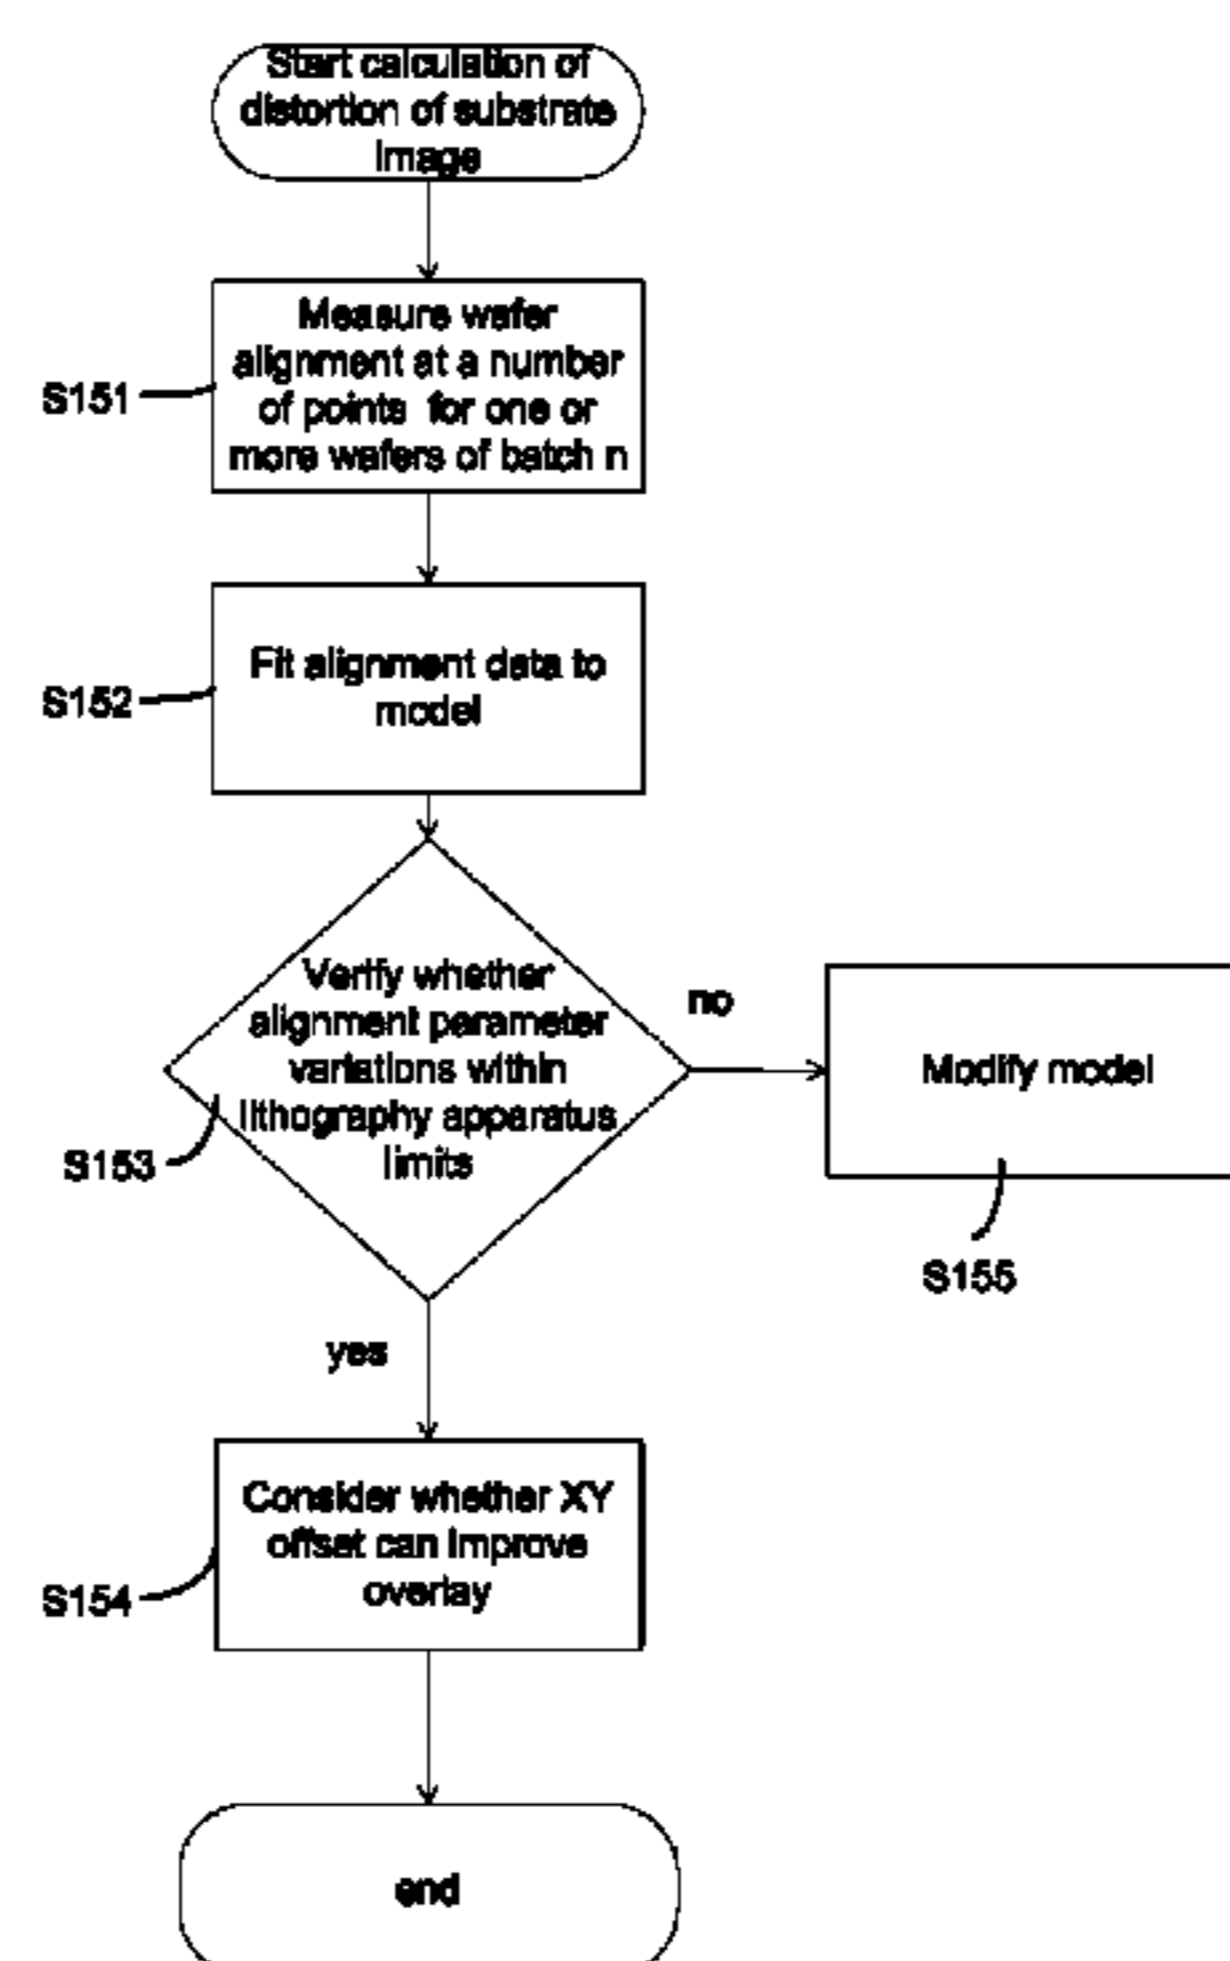 Start calculation of
distortion of substrate
image
Measure wafer
alignment at a number
of points for one or
more wafers of batch n
S151
Fit alignment data to
model
S152
Verify whether
alignment parameter
variations within
lithography apparatus
limits
no
Modify model
S153
S155
yes
Consider whether XY
offset can improve
overlay
S154
end